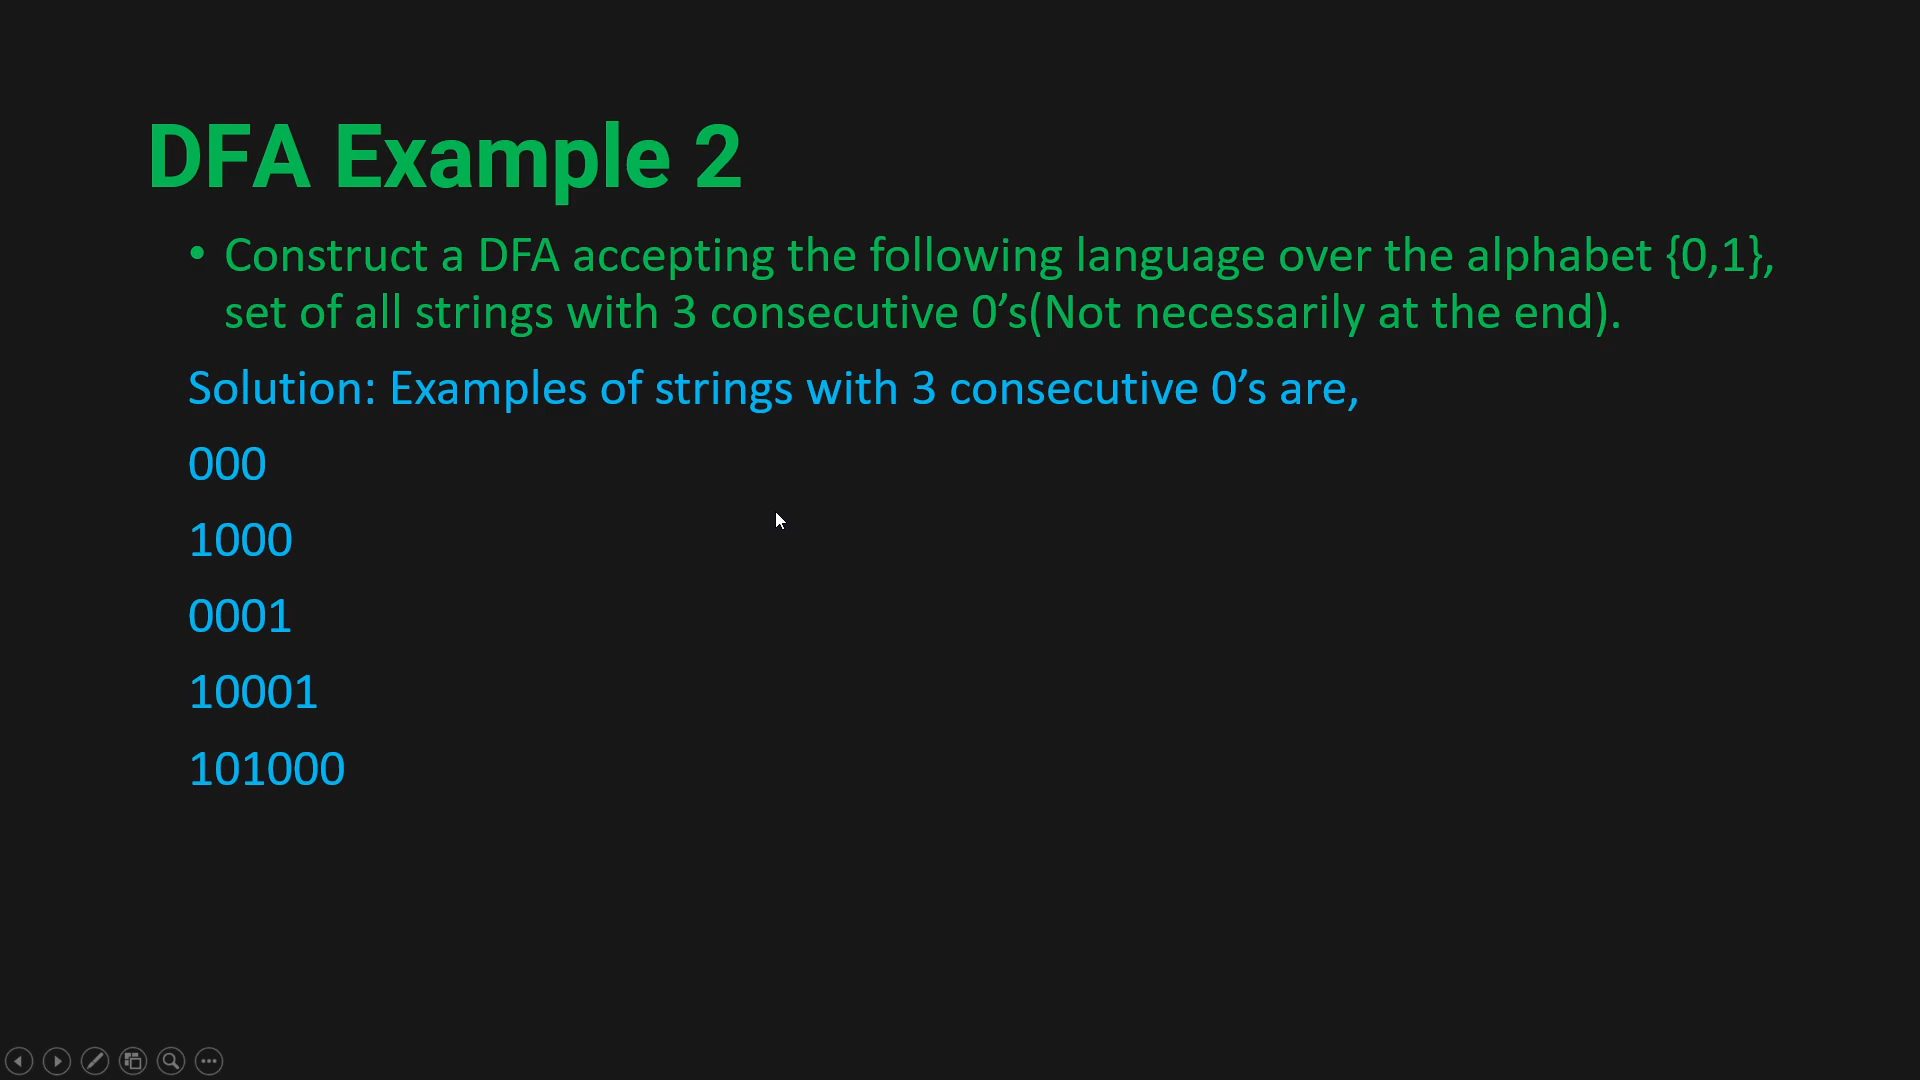 DFA Example 2
• Construct a DFA accepting the following language over the alphabet {0,1},
set of all strings with 3 consecutive 0’s(Not necessarily at the end).
Solution: Examples of strings with 3 consecutive 0’s are,
000
1000
0001
10001
101000